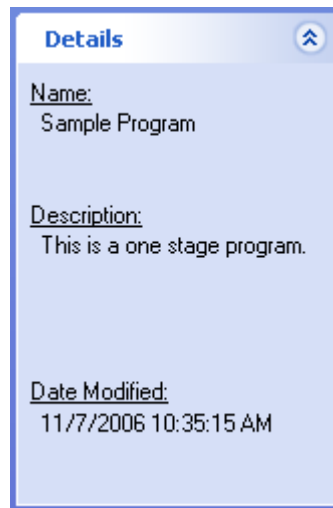 Details
Name:
Sample Program
Description:
This is a one stage program.
Date Modified:
11/7/2006 10:35:15 AM